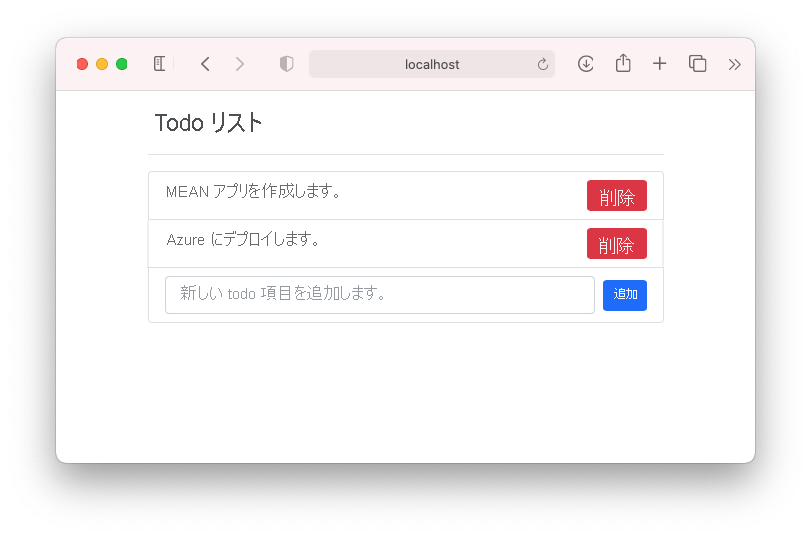 localhost
Todo リスト
MEAN アプリを作成します。
削除
Azure にデプロイします。
削除
新しい todo 項目を追加します。
追加